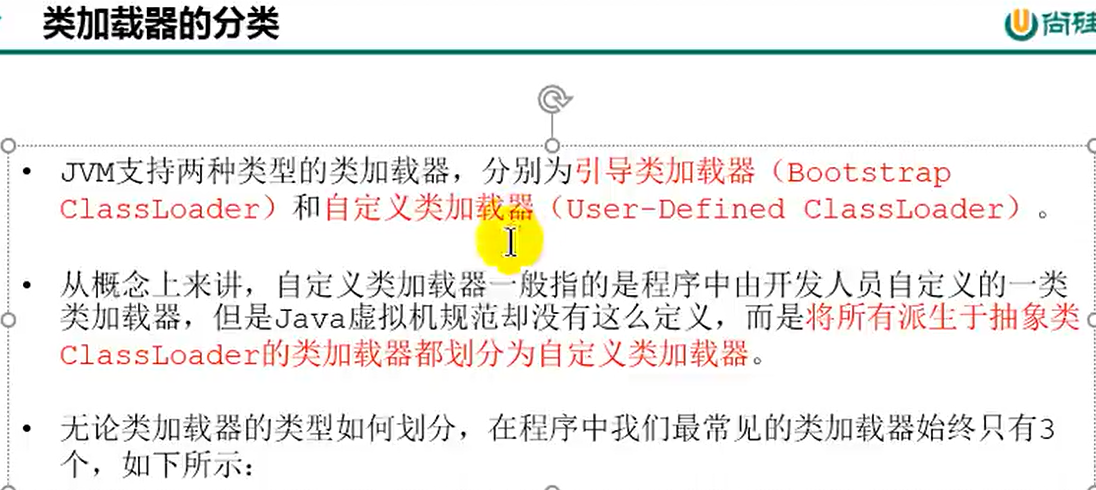 类加载器的分类
尚硅
• JVM支持两种类型的类加载器，分别为引导类加载器（Bootstrap
ClassLoader）和自定义类加载器（User-Defined ClassLoader）。
• 从概念上来讲，自定义类加载器一般指的是程序中由开发人员自定义的一类
类加载器，但是Java虚拟机规范却没有这么定义，而是将所有派生于抽象类
ClassLoader的类加载器都划分为自定义类加载器。
• 无论类加载器的类型如何划分，在程序中我们最常见的类加载器始终只有3
个，如下所示：